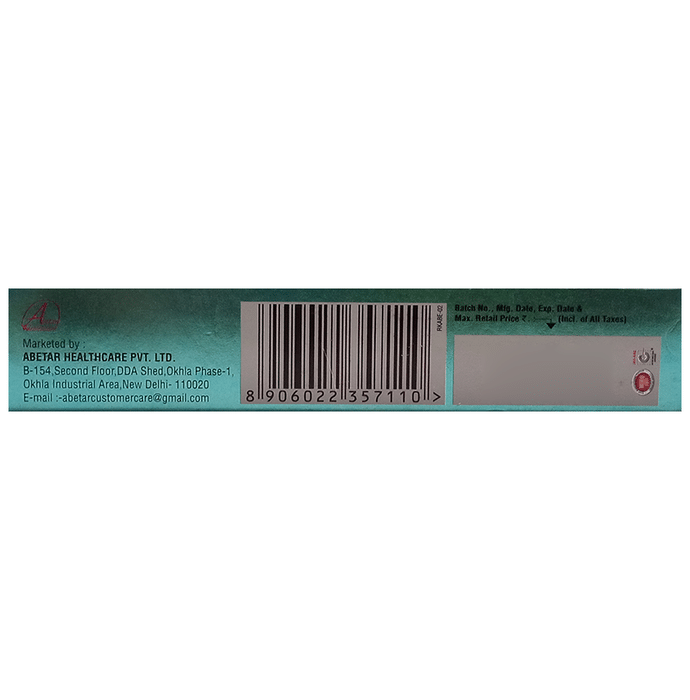 Marketed by :
ABETAR HEALTHCARE PVT. LTD.
B-154,Second Floor,DDA Shed,Okhla Phase-1,
Okhla Industrial Area,New Delhi- 110020
E-mail :-abetarcustomercare@gmail.com
8 906022 357110 >
RKABE-02
Batch No., Mfg. Date, Exp. Date &
Max. Retail Price ₹. (Incl. of All Taxes)